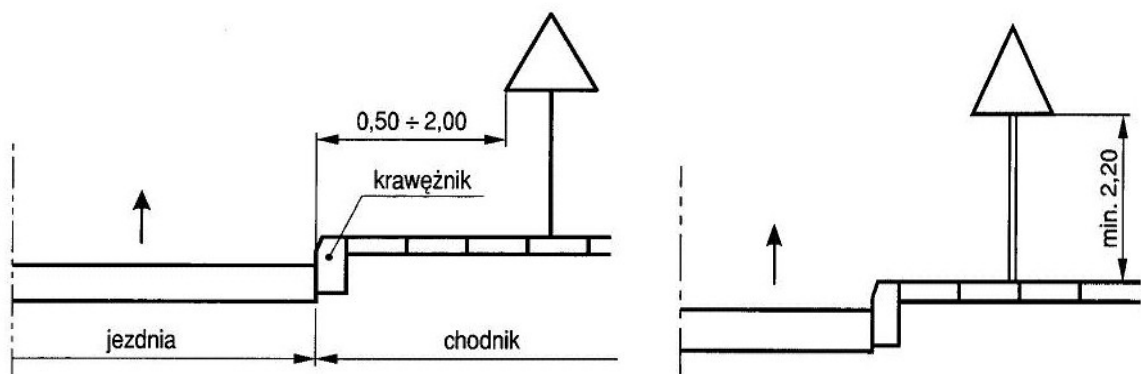 0,50 ÷ 2,00
krawężnik
jezdnia
chodnik
min. 2,20